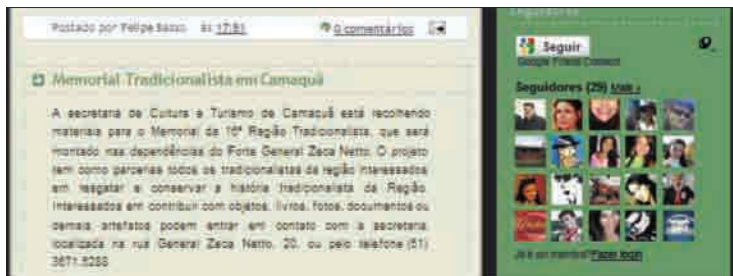 Postado por Felipe Basso às 17:51 0 comentários
Memorial Tradicionalista em Camaquã
A secretaria de Cultura e Turismo de Camaquã está recolhendo
materiais para o Memorial da 16ª Região Tradicionalista, que será
montado nas dependências do Forte General Zeca Netto. O projeto
tem como parcerias todos os tradicionalistas da região interessados
em resgatar e conservar a história tradicionalista da Região.
Interessados em contribuir com objetos, livros, fotos, documentos ou
demais artefatos podem entrar em contato com a secretaria,
localizada na rua General Zeca Netto, 20, ou pelo telefone (51)
3671.5288
Seguidores
Seguir
Google Friend Connect
Seguidores (29) Mais »
Já é um membro? Fazer login